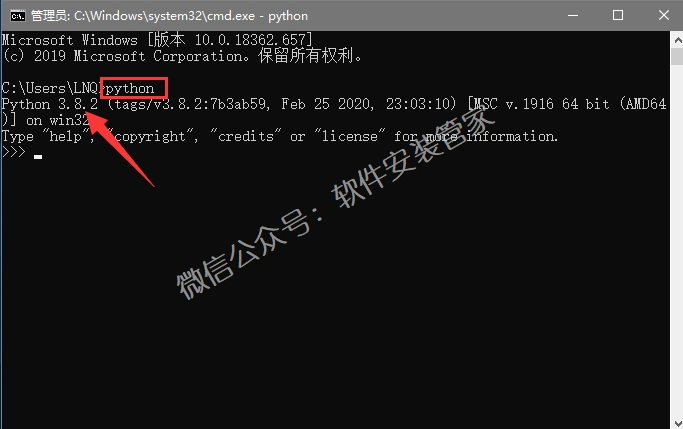 管理员: C:\Windows\system32\cmd.exe - python
Microsoft Windows [版本 10.0.18362.657]
(c) 2019 Microsoft Corporation。保留所有权利。
C:\Users\LNQ>python
Python 3.8.2 (tags/v3.8.2:7b3ab59, Feb 25 2020, 23:03:10) [MSC v.1916 64 bit (AMD64
)] on win32
Type "help", "copyright", "credits" or "license" for more information.
>>>
微信公众号：软件安装管家